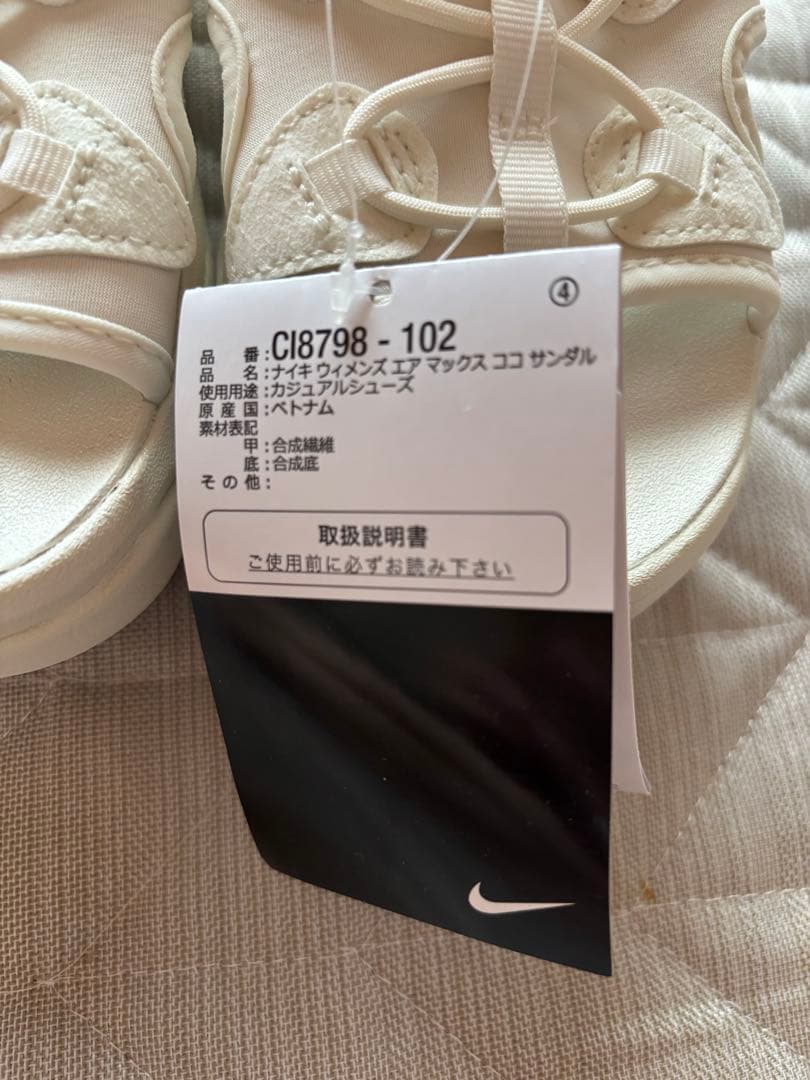 ④
品番:CI8798-102
品名:ナイキ ウィメンズ エア マックス ココ サンダル
使用用途:カジュアルシューズ
原産国:ベトナム
素材表記
甲:合成繊維
底:合成底
その他:
取扱説明書
ご使用前に必ずお読み下さい